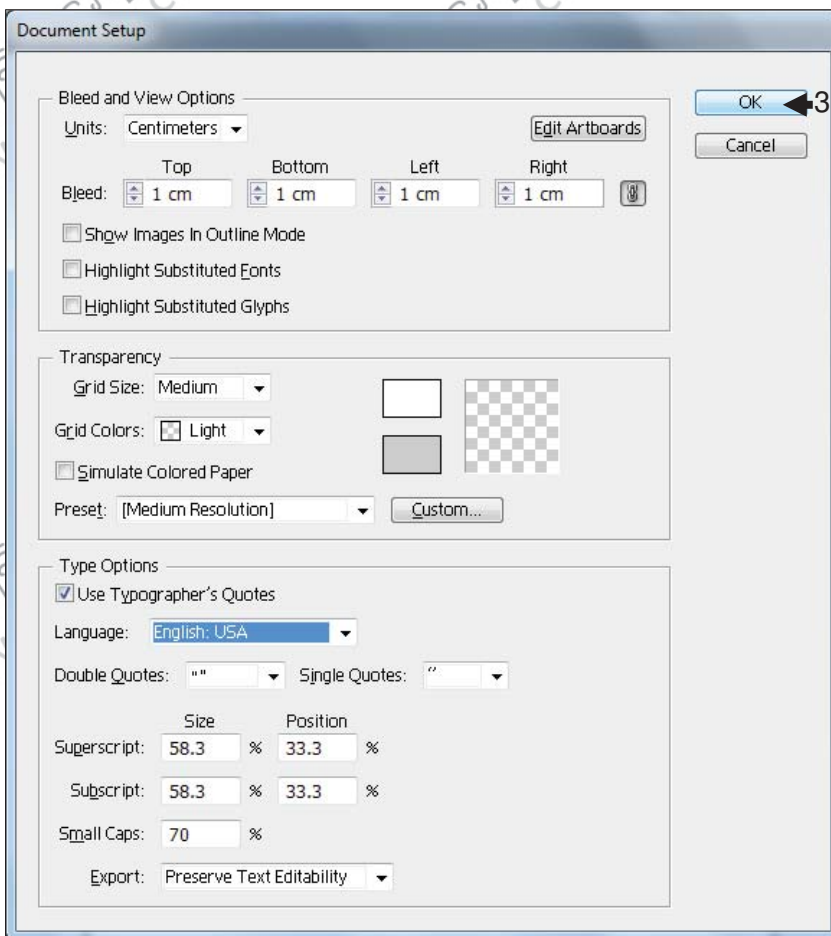 Document Setup
Bleed and View Options
OK 3
Units: Centimeters Edit Artboards
Cancel
Top Bottom Left Right
Bleed: 1 cm 1 cm 1 cm 1 cm
Show Images In Outline Mode
Highlight Substituted Fonts
Highlight Substituted Glyphs
Transparency
Grid Size: Medium
Grid Colors: Light
Simulate Colored Paper
Preset: [Medium Resolution] Custom...
Type Options
Use Typographer's Quotes
Language: English: USA
Double Quotes: "" Single Quotes: ‘’
Size Position
Superscript: 58.3 % 33.3 %
Subscript: 58.3 % 33.3 %
Small Caps: 70 %
Export: Preserve Text Editability